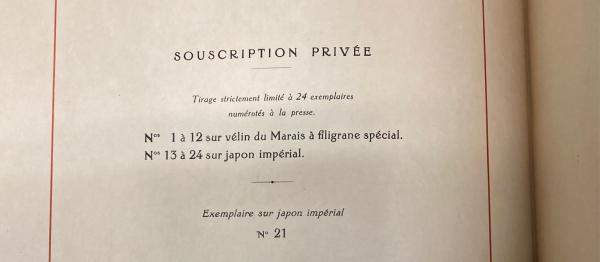 SOUSCRIPTION PRIVÉE
Tirage strictement limité à 24 exemplaires
numérotés à la presse.
Nos 1 à 12 sur vélin du Marais à filigrane spécial.
Nos 13 à 24 sur japon impérial.
Exemplaire sur japon impérial
No 21